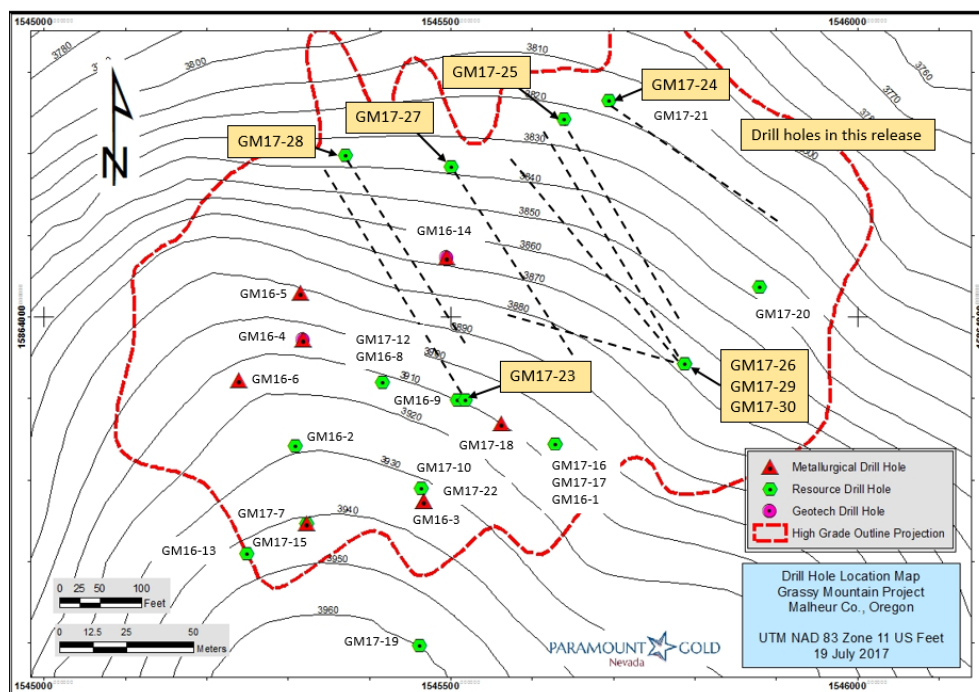 1545000
1545500
1546000
3780
3800
3810
3820
3830
3840
3850
3860
3870
3880
3890
3900
3910
3920
3930
3940
3950
3960
3760
3770
GM17-25
GM17-24
GM17-21
GM17-27
GM17-28
Drill holes in this release
N
GM16-14
GM16-5
GM17-20
15864000
GM16-4
GM17-12
GM16-8
GM16-6
GM16-9
GM17-23
GM17-26
GM17-29
GM17-30
GM17-18
GM16-2
GM17-10
GM17-22
GM16-3
GM17-16
GM17-17
GM16-1
GM17-7
GM17-15
GM16-13
GM17-19
Metallurgical Drill Hole
Resource Drill Hole
Geotech Drill Hole
High Grade Outline Projection
0 25 50 100
Feet
0 12.5 25 50
Meters
PARAMOUNT GOLD
Nevada
Drill Hole Location Map
Grassy Mountain Project
Malheur Co., Oregon
UTM NAD 83 Zone 11 US Feet
19 July 2017